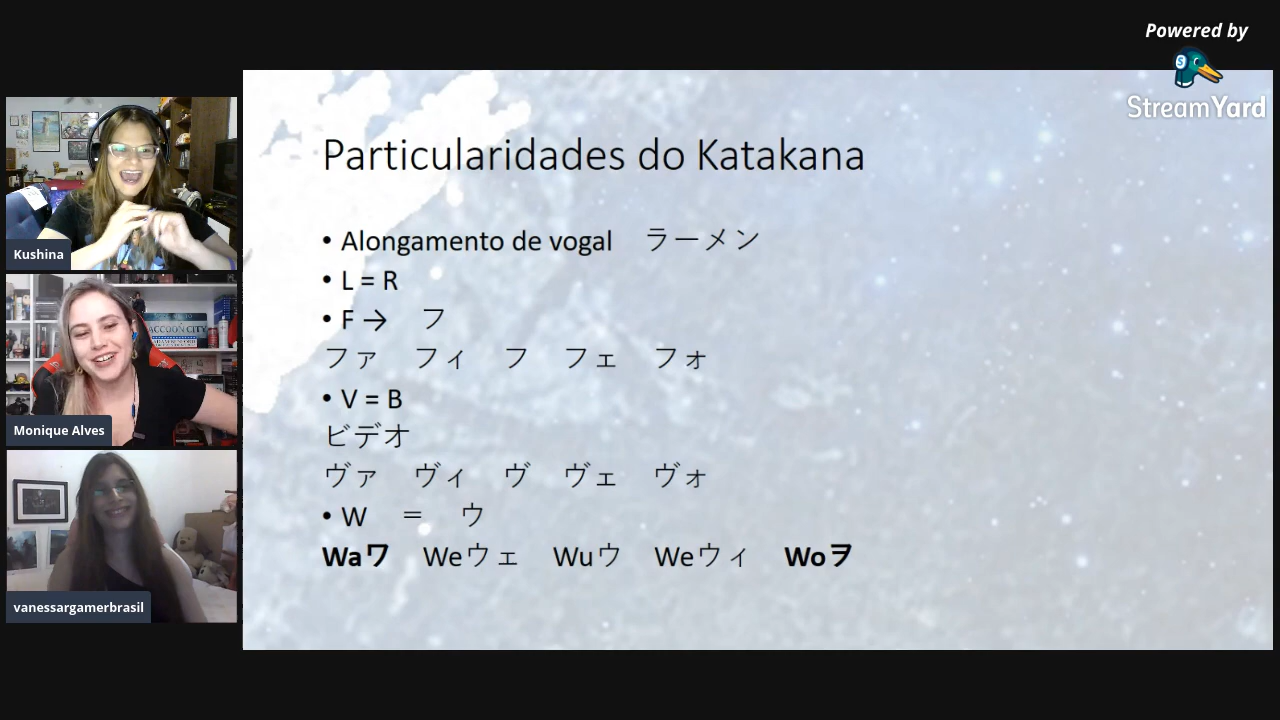 Powered by
StreamYard
Particularidades do Katakana
• Alongamento de vogal ラーメン
• L = R
• F → フ
ファ フィ フ フェ フォ
• V = B
ビデオ
ヴァ ヴィ ヴ ヴェ ヴォ
• W = ウ
Waワ Weウェ Wuウ Weウィ Woヲ
Kushina
RACCOON CITY
Monique Alves
vanessargamerbrasil